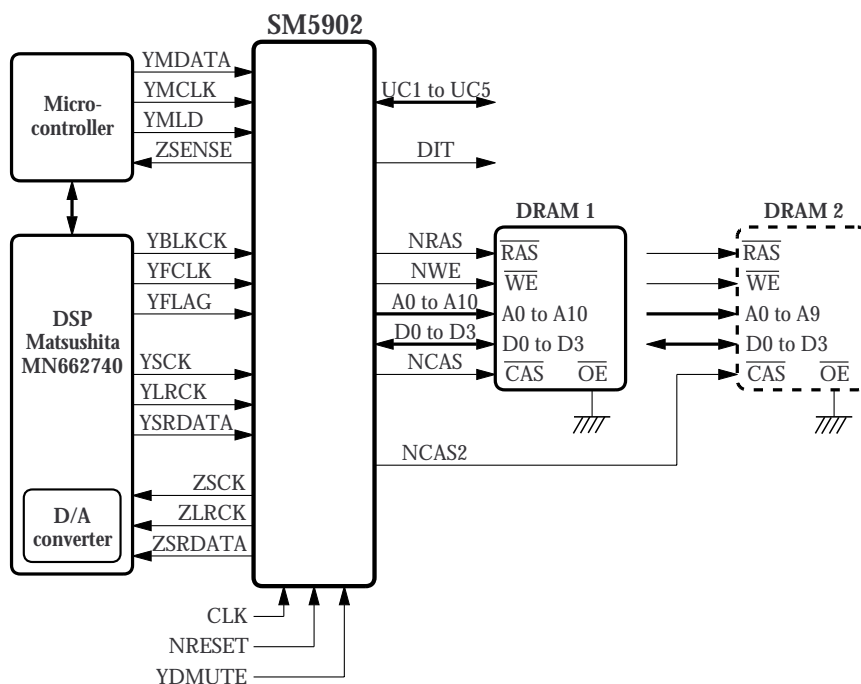 SM5902
Micro-
controller
YMDATA
YMCLK
YMLD
ZSENSE
UC1 to UC5
DIT
DSP
Matsushita
MN662740
YBLKCK
YFCLK
YFLAG
YSCK
YLRCK
YSRDATA
D/A
converter
ZSCK
ZLRCK
ZSRDATA
NRAS
NWE
A0 to A10
D0 to D3
NCAS
NCAS2
DRAM 1
RAS
WE
A0 to A10
D0 to D3
CAS OE
DRAM 2
RAS
WE
A0 to A9
D0 to D3
CAS OE
CLK
NRESET
YDMUTE